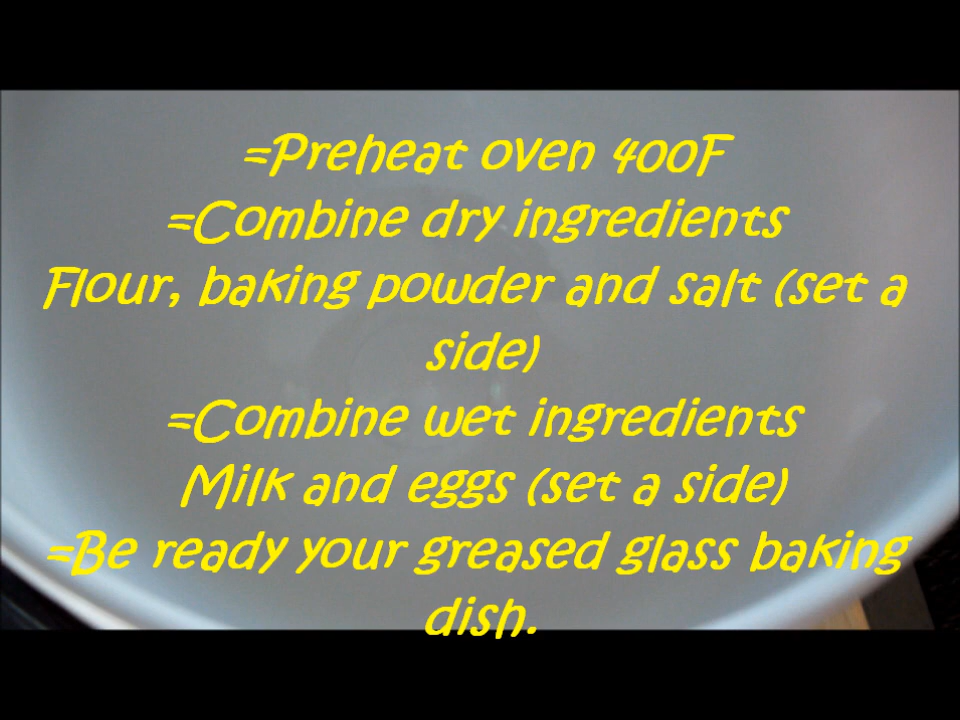 =Preheat oven 400F
=Combine dry ingredients
Flour, baking powder and salt (set a
side)
=Combine wet ingredients
Milk and eggs (set a side)
=Be ready your greased glass baking
dish.